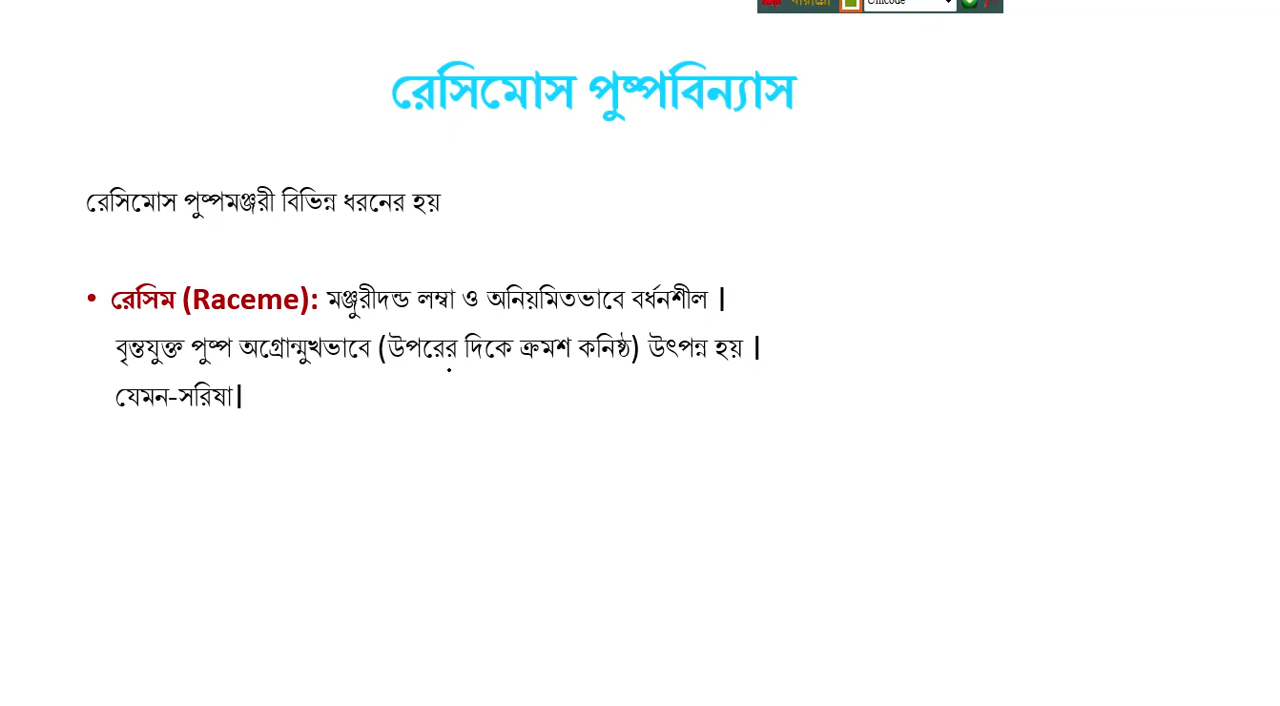 Unicode
রেসিমোস পুষ্পবিন্যাস
রেসিমোস পুষ্পমঞ্জরী বিভিন্ন ধরনের হয়
• রেসিম (Raceme): মঞ্জুরীদন্ড লম্বা ও অনিয়মিতভাবে বর্ধনশীল |
বৃন্তযুক্ত পুষ্প অগ্রোন্মুখভাবে (উপরের দিকে ক্রমশ কনিষ্ঠ) উৎপন্ন হয় |
যেমন-সরিষা|